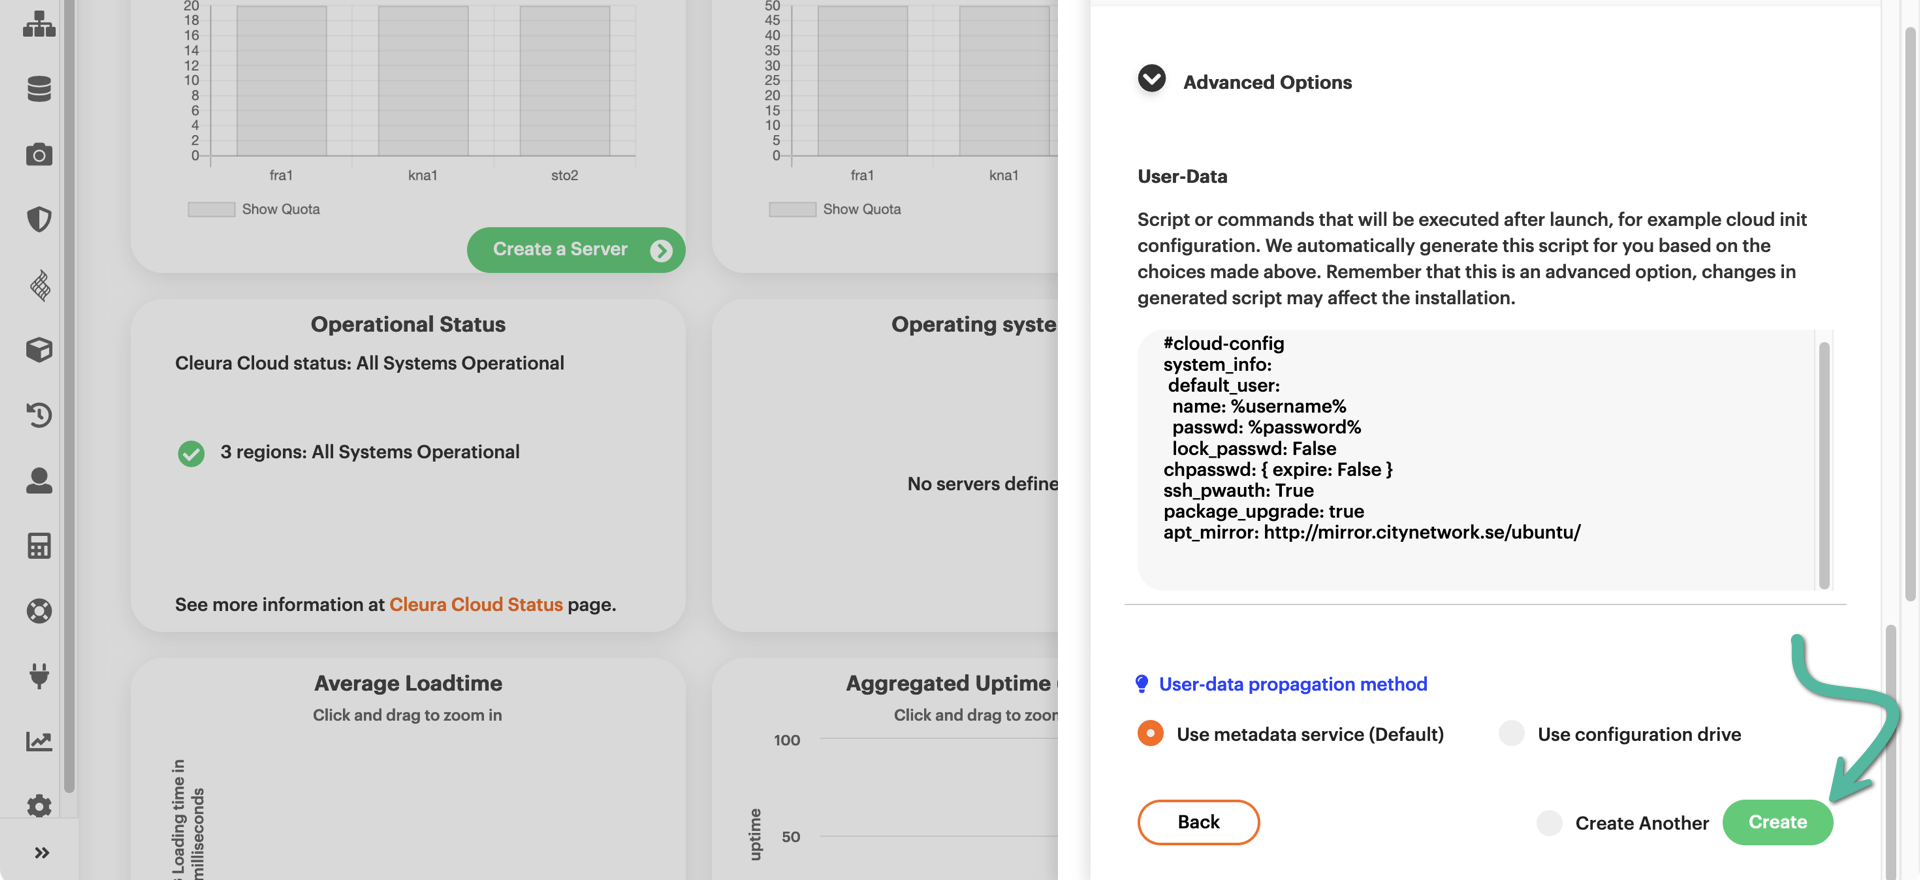 20
18
16
14
12
10
8
6
4
2
0
fra1
kna1
sto2
Show Quota
Create a Server
50
45
40
35
30
25
20
15
10
5
0
fra1
kna1
Show Quota
Operational Status
Cleura Cloud status: All Systems Operational
3 regions: All Systems Operational
See more information at Cleura Cloud Status page.
Operating syste
No servers define
Average Loadtime
Click and drag to zoom in
Loading time in
milliseconds
Aggregated Uptime
Click and drag to zoom
100
50
uptime
Advanced Options
User-Data
Script or commands that will be executed after launch, for example cloud init
configuration. We automatically generate this script for you based on the
choices made above. Remember that this is an advanced option, changes in
generated script may affect the installation.
#cloud-config
system_info:
default_user:
name: %username%
passwd: %password%
lock_passwd: False
chpasswd: { expire: False }
ssh_pwauth: True
package_upgrade: true
apt_mirror: http://mirror.citynetwork.se/ubuntu/
User-data propagation method
Use metadata service (Default)
Use configuration drive
Back
Create Another
Create